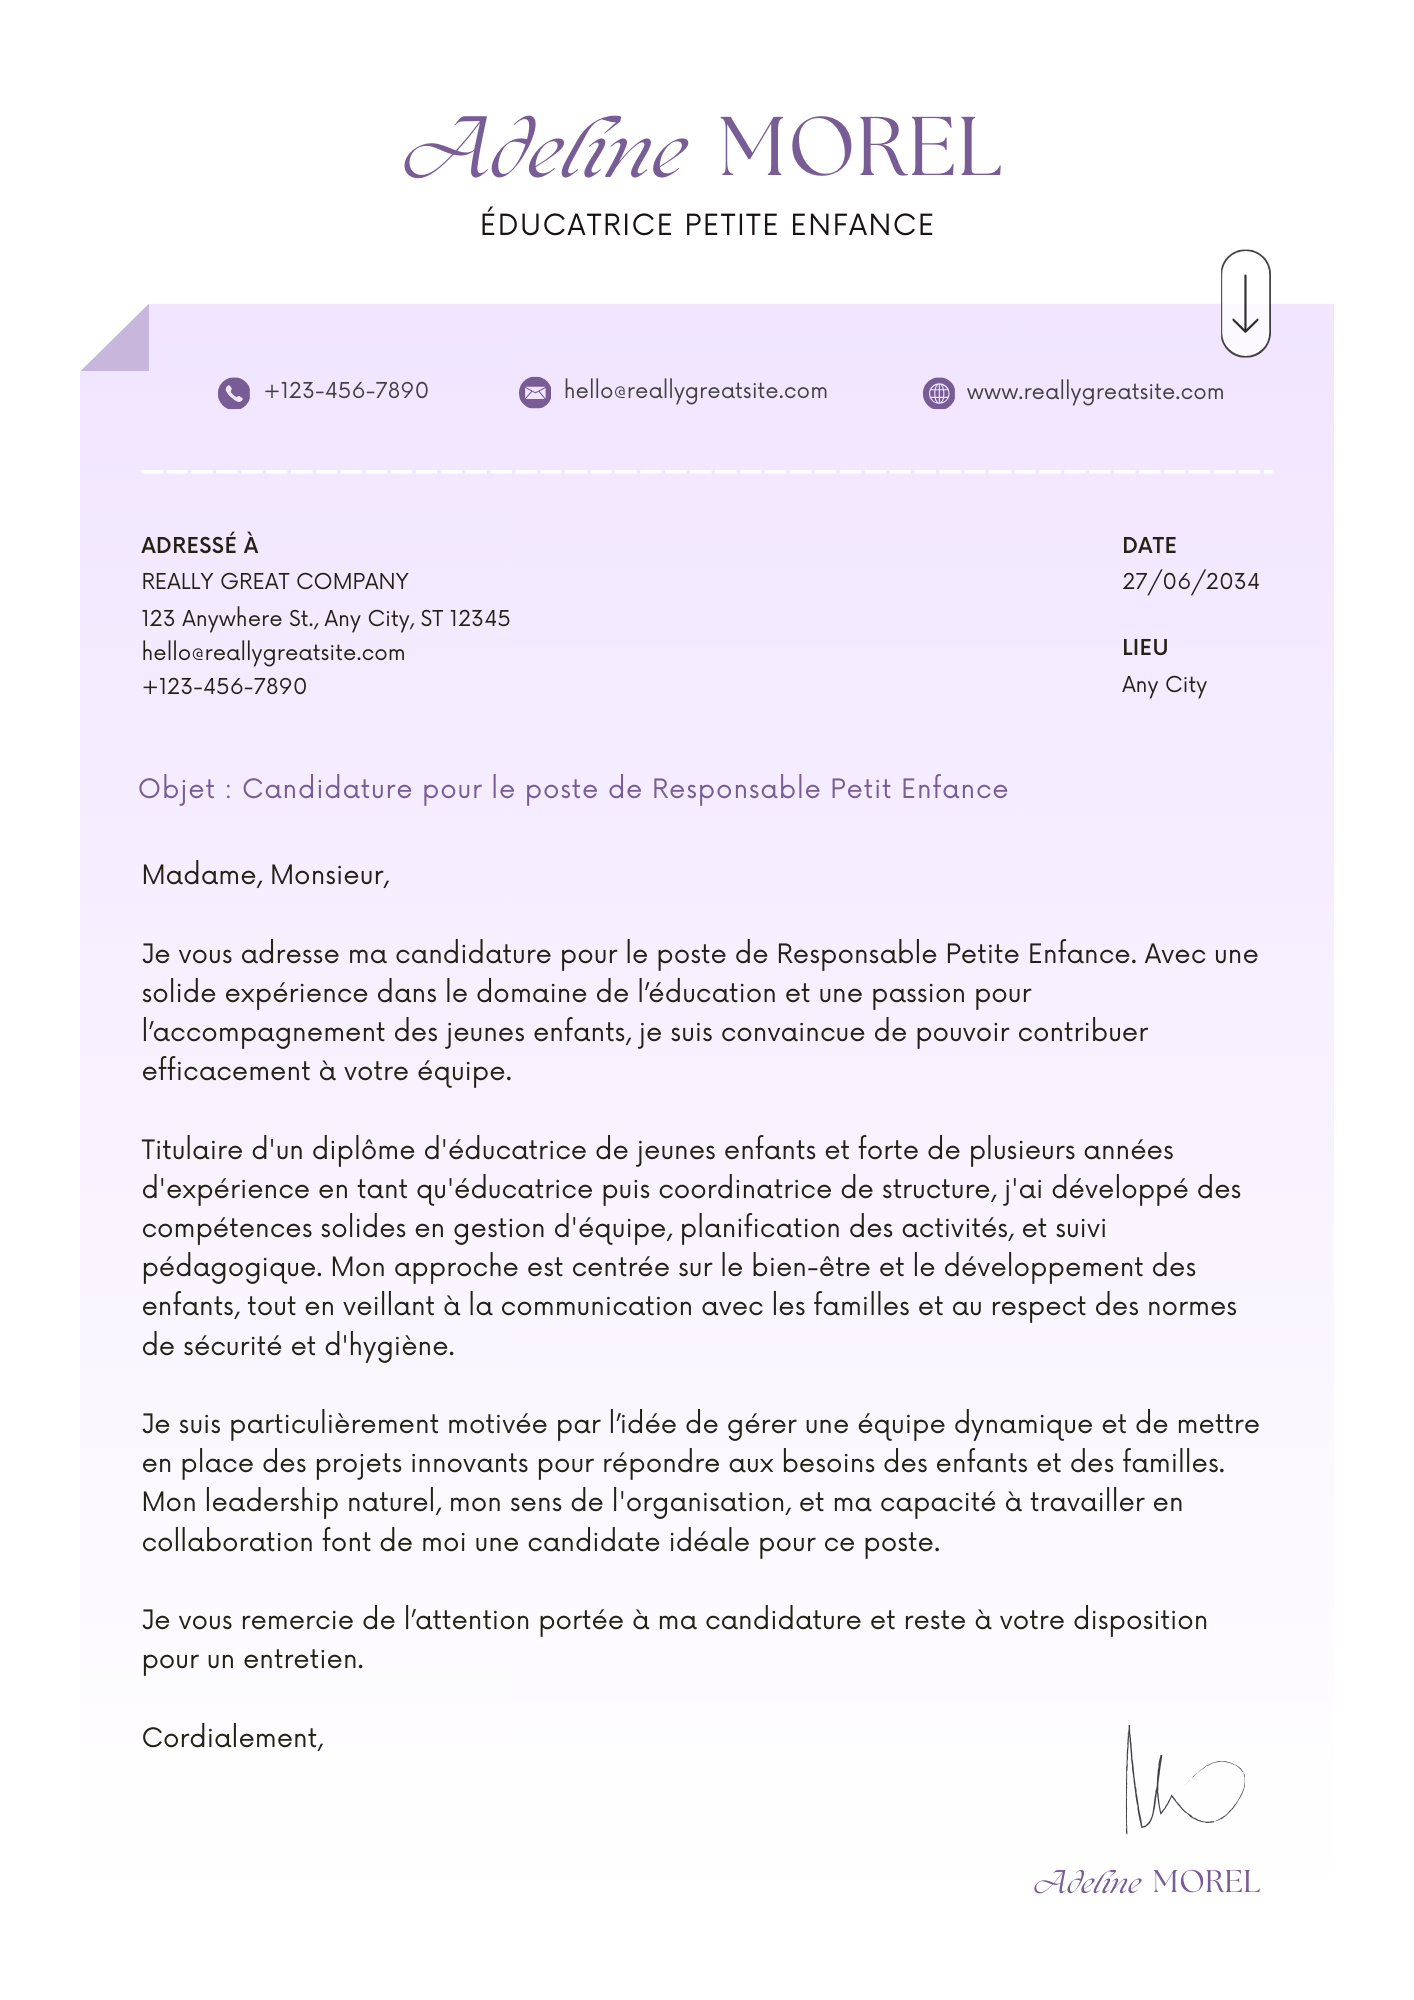 Adeline MOREL
ÉDUCATRICE PETITE ENFANCE
+123-456-7890
hello@reallygreatsite.com
www.reallygreatsite.com
ADRESSÉ À
REALLY GREAT COMPANY
123 Anywhere St., Any City, ST 12345
hello@reallygreatsite.com
+123-456-7890
DATE
27/06/2034
LIEU
Any City
Objet : Candidature pour le poste de Responsable Petit Enfance
Madame, Monsieur,
Je vous adresse ma candidature pour le poste de Responsable Petite Enfance. Avec une
solide expérience dans le domaine de l’éducation et une passion pour
l’accompagnement des jeunes enfants, je suis convaincue de pouvoir contribuer
efficacement à votre équipe.
Titulaire d'un diplôme d'éducatrice de jeunes enfants et forte de plusieurs années
d'expérience en tant qu'éducatrice puis coordinatrice de structure, j'ai développé des
compétences solides en gestion d'équipe, planification des activités, et suivi
pédagogique. Mon approche est centrée sur le bien-être et le développement des
enfants, tout en veillant à la communication avec les familles et au respect des normes
de sécurité et d'hygiène.
Je suis particulièrement motivée par l’idée de gérer une équipe dynamique et de mettre
en place des projets innovants pour répondre aux besoins des enfants et des familles.
Mon leadership naturel, mon sens de l'organisation, et ma capacité à travailler en
collaboration font de moi une candidate idéale pour ce poste.
Je vous remercie de l’attention portée à ma candidature et reste à votre disposition
pour un entretien.
Cordialement,
Adeline MOREL